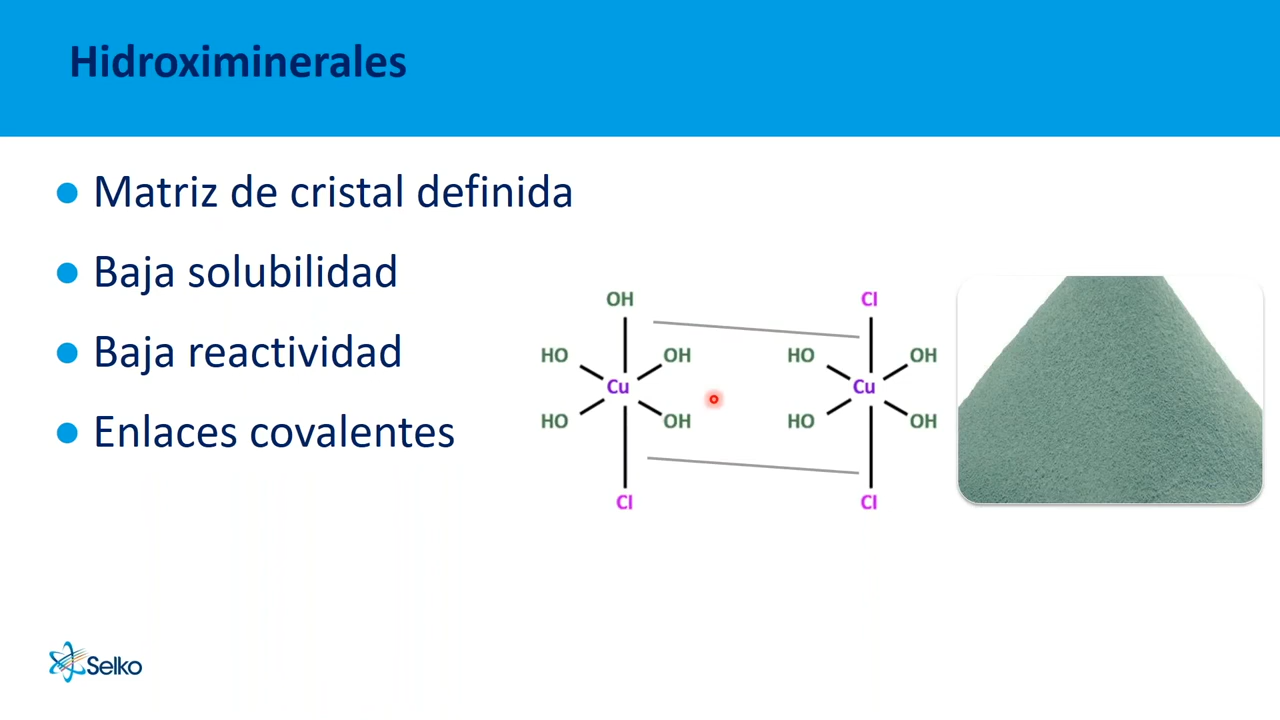 Hidroximinerales
Matriz de cristal definida
Baja solubilidad
Baja reactividad
Enlaces covalentes
OH
HO OH
Cu
HO OH
Cl
Cl
HO OH
Cu
HO OH
Cl
Selko